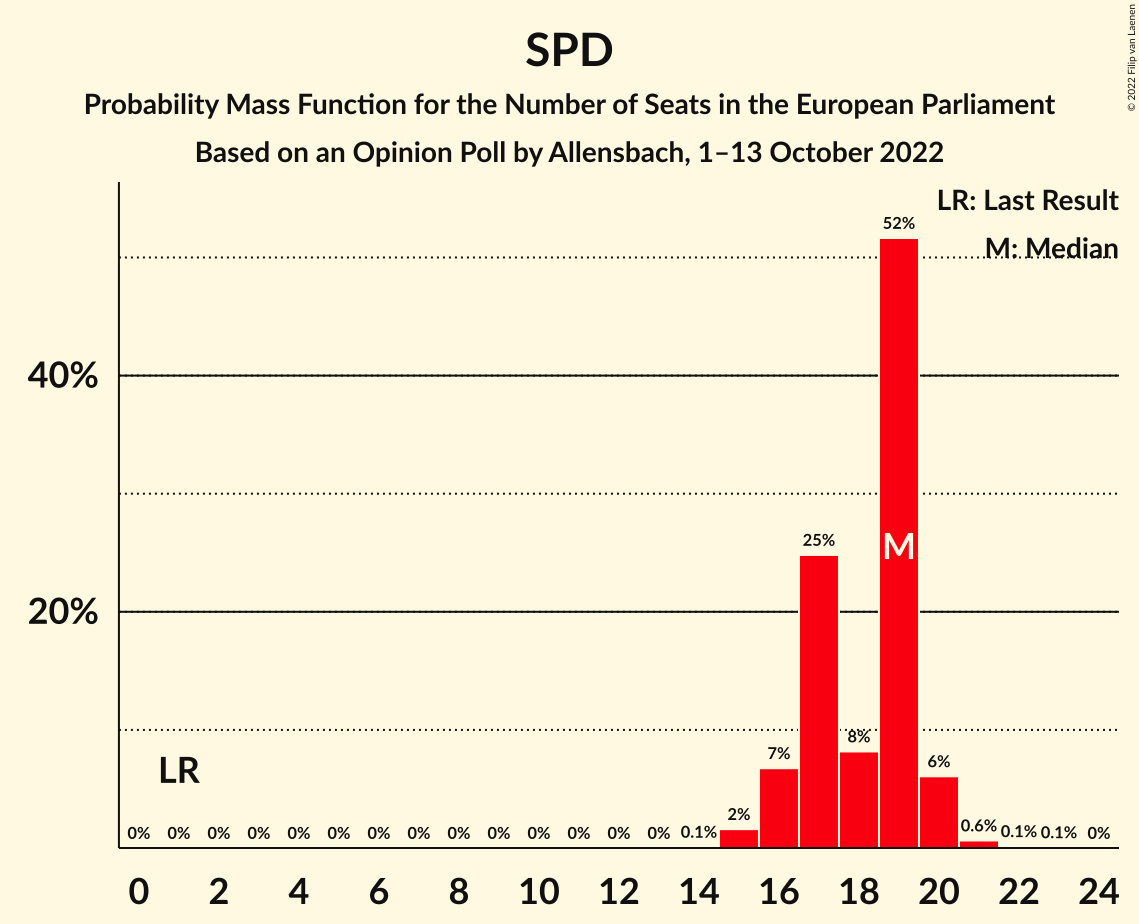 SPD
Probability Mass Function for the Number of Seats in the European Parliament
Based on an Opinion Poll by Allensbach, 1–13 October 2022
© 2022 Filip van Laenen
LR: Last Result
M: Median
40%
20%
52%
25%
M
8%
7%
6%
LR
2%
0% 0% 0% 0% 0% 0% 0% 0% 0% 0% 0% 0% 0% 0% 0.1% 0.6% 0.1% 0.1% 0%
0 2 4 6 8 10 12 14 16 18 20 22 24